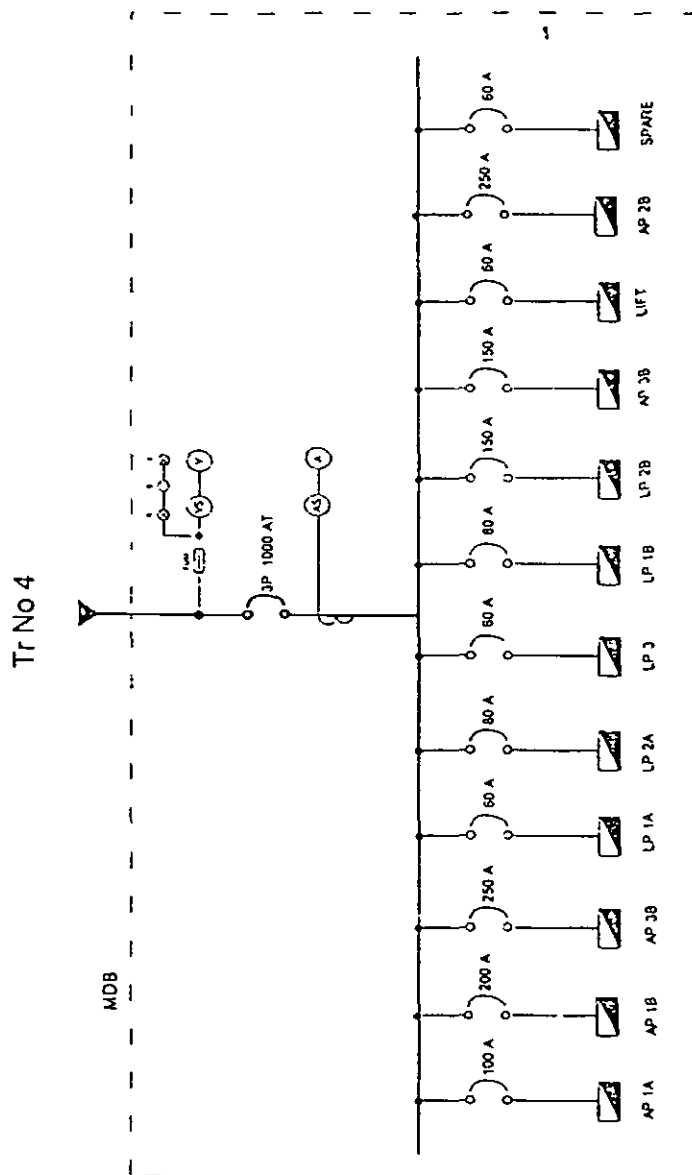 Tr No 4
MDB
VS
V
3P 1000 AT
AS
A
100 A
200 A
250 A
60 A
80 A
60 A
60 A
150 A
150 A
60 A
250 A
60 A
AP 1A
AP 1B
AP 3B
LP 1A
LP 2A
LP 3
LP 1B
LP 2B
AP 3B
LIFT
AP 2B
SPARE